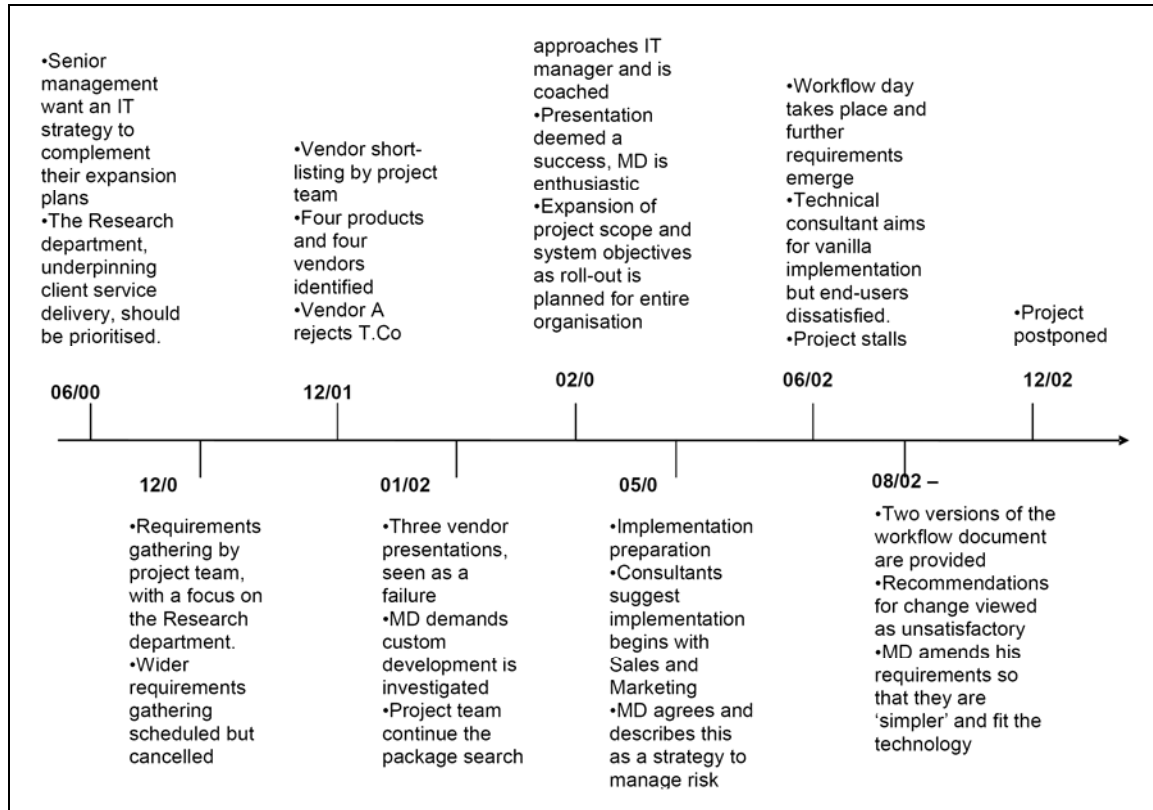 •Senior
management
want an IT
strategy to
complement
their expansion
plans
•The Research
department,
underpinning
client service
delivery, should
be prioritised.
06/00
•Vendor short-
listing by project
team
•Four products
and four
vendors
identified
•Vendor A
rejects T.Co
12/01
approaches IT
manager and is
coached
•Presentation
deemed a
success, MD is
enthusiastic
•Expansion of
project scope and
system objectives
as roll-out is
planned for entire
organisation
02/0
•Workflow day
takes place and
further
requirements
emerge
•Technical
consultant aims
for vanilla
implementation
but end-users
dissatisfied.
•Project stalls
06/02
•Project
postponed
12/02
12/0
•Requirements
gathering by
project team,
with a focus on
the Research
department.
•Wider
requirements
gathering
scheduled but
cancelled
01/02
•Three vendor
presentations,
seen as a
failure
•MD demands
custom
development is
investigated
•Project team
continue the
package search
05/0
•Implementation
preparation
•Consultants
suggest
implementation
begins with
Sales and
Marketing
•MD agrees and
describes this
as a strategy to
manage risk
08/02 –
•Two versions of the
workflow document
are provided
•Recommendations
for change viewed
as unsatisfactory
•MD amends his
requirements so
that they are
‘simpler’ and fit the
technology